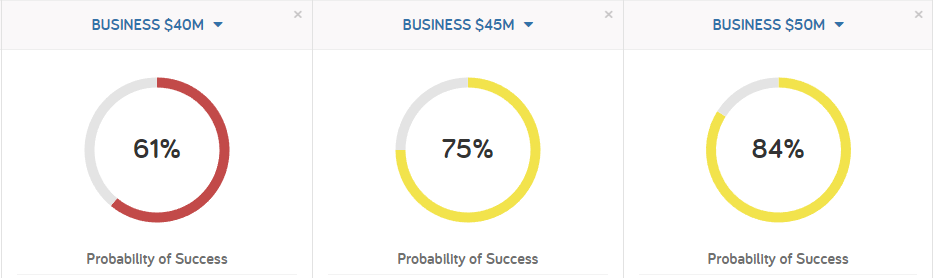 BUSINESS $40M
61%
Probability of Success
BUSINESS $45M
75%
Probability of Success
BUSINESS $50M
84%
Probability of Success